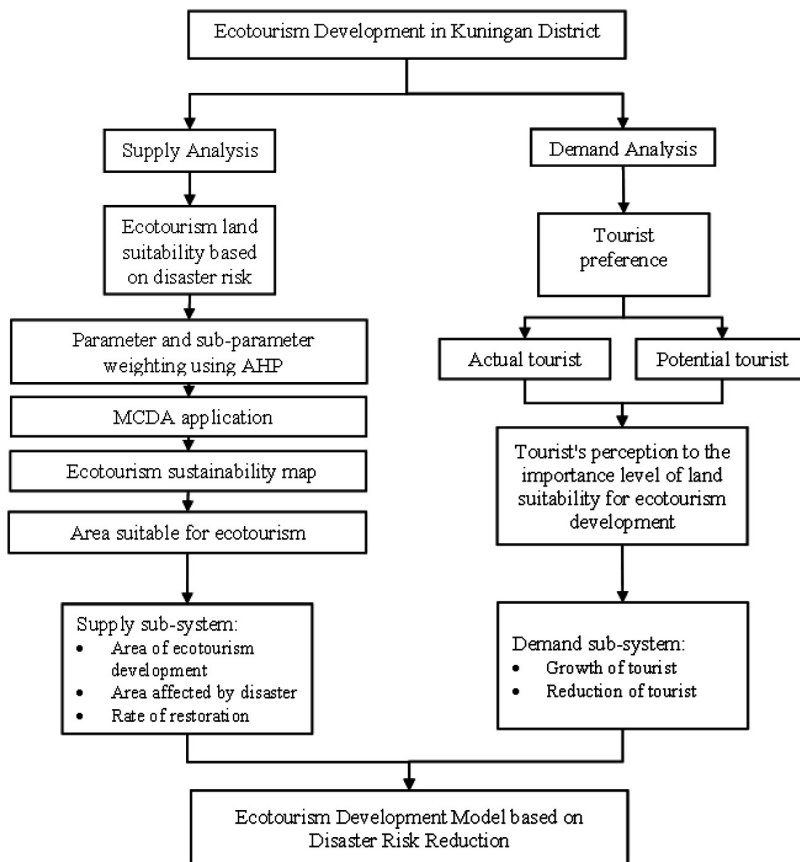 Ecotourism Development in Kuningan District
Supply Analysis
Demand Analysis
Ecotourism land
suitability based
on disaster risk
Tourist
preference
Parameter and sub-parameter
weighting using AHP
Actual tourist
Potential tourist
MCDA application
Ecotourism sustainability map
Area suitable for ecotourism
Tourist's perception to the
importance level of land
suitability for ecotourism
development
Supply sub-system:
• Area of ecotourism
development
• Area affected by disaster
• Rate of restoration
Demand sub-system:
• Growth of tourist
• Reduction of tourist
Ecotourism Development Model based on
Disaster Risk Reduction